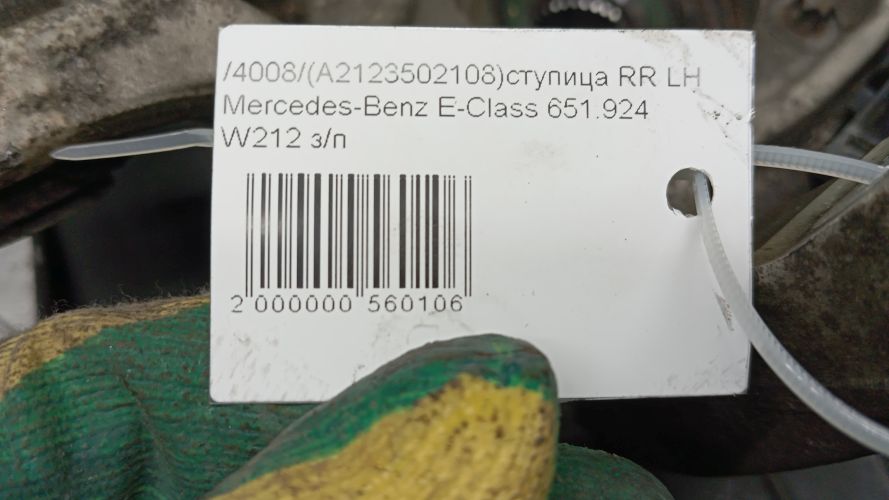 /4008/(A2123502108)ступица RR LH
Mercedes-Benz E-Class 651.924
W212 з/п
2 000000 560106